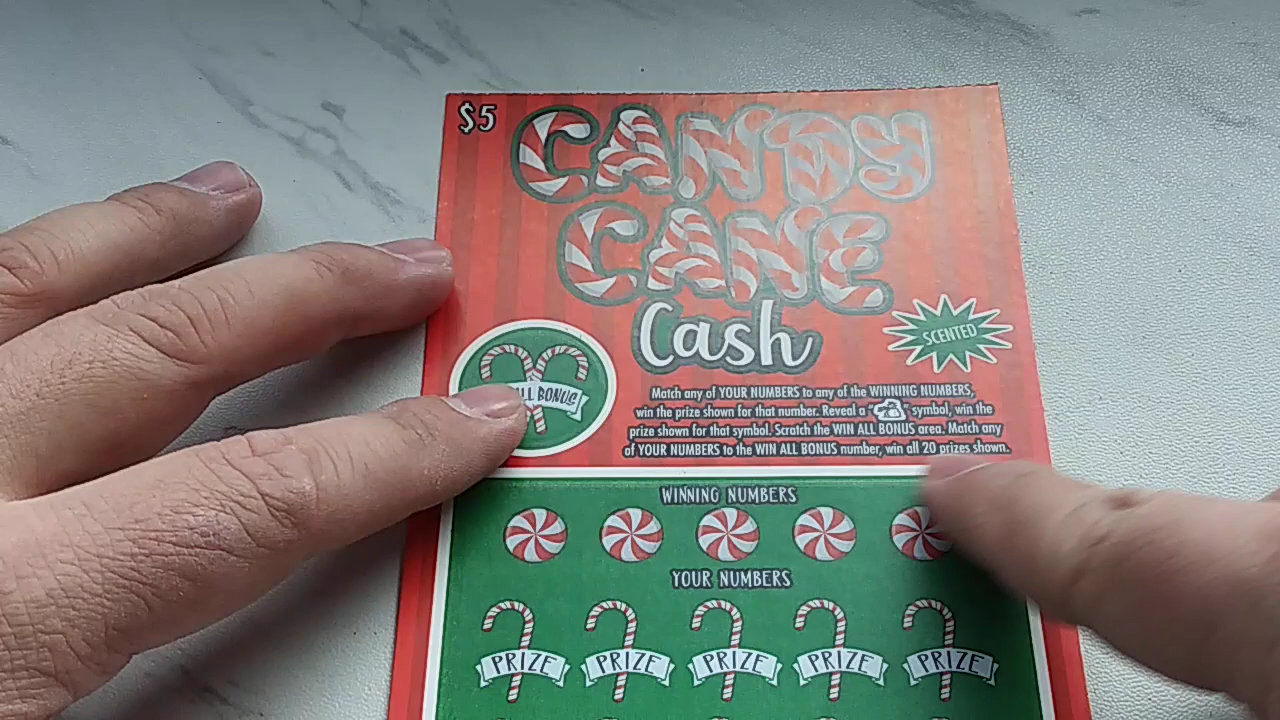 $5
CANDY
CANE
Cash
SCENTED
ALL BONUS
Match any of YOUR NUMBERS to any of the WINNING NUMBERS,
win the prize shown for that number. Reveal a " " symbol, win the
prize shown for that symbol. Scratch the WIN ALL BONUS area. Match any
of YOUR NUMBERS to the WIN ALL BONUS number, win all 20 prizes shown.
WINNING NUMBERS
YOUR NUMBERS
PRIZE PRIZE PRIZE PRIZE PRIZE